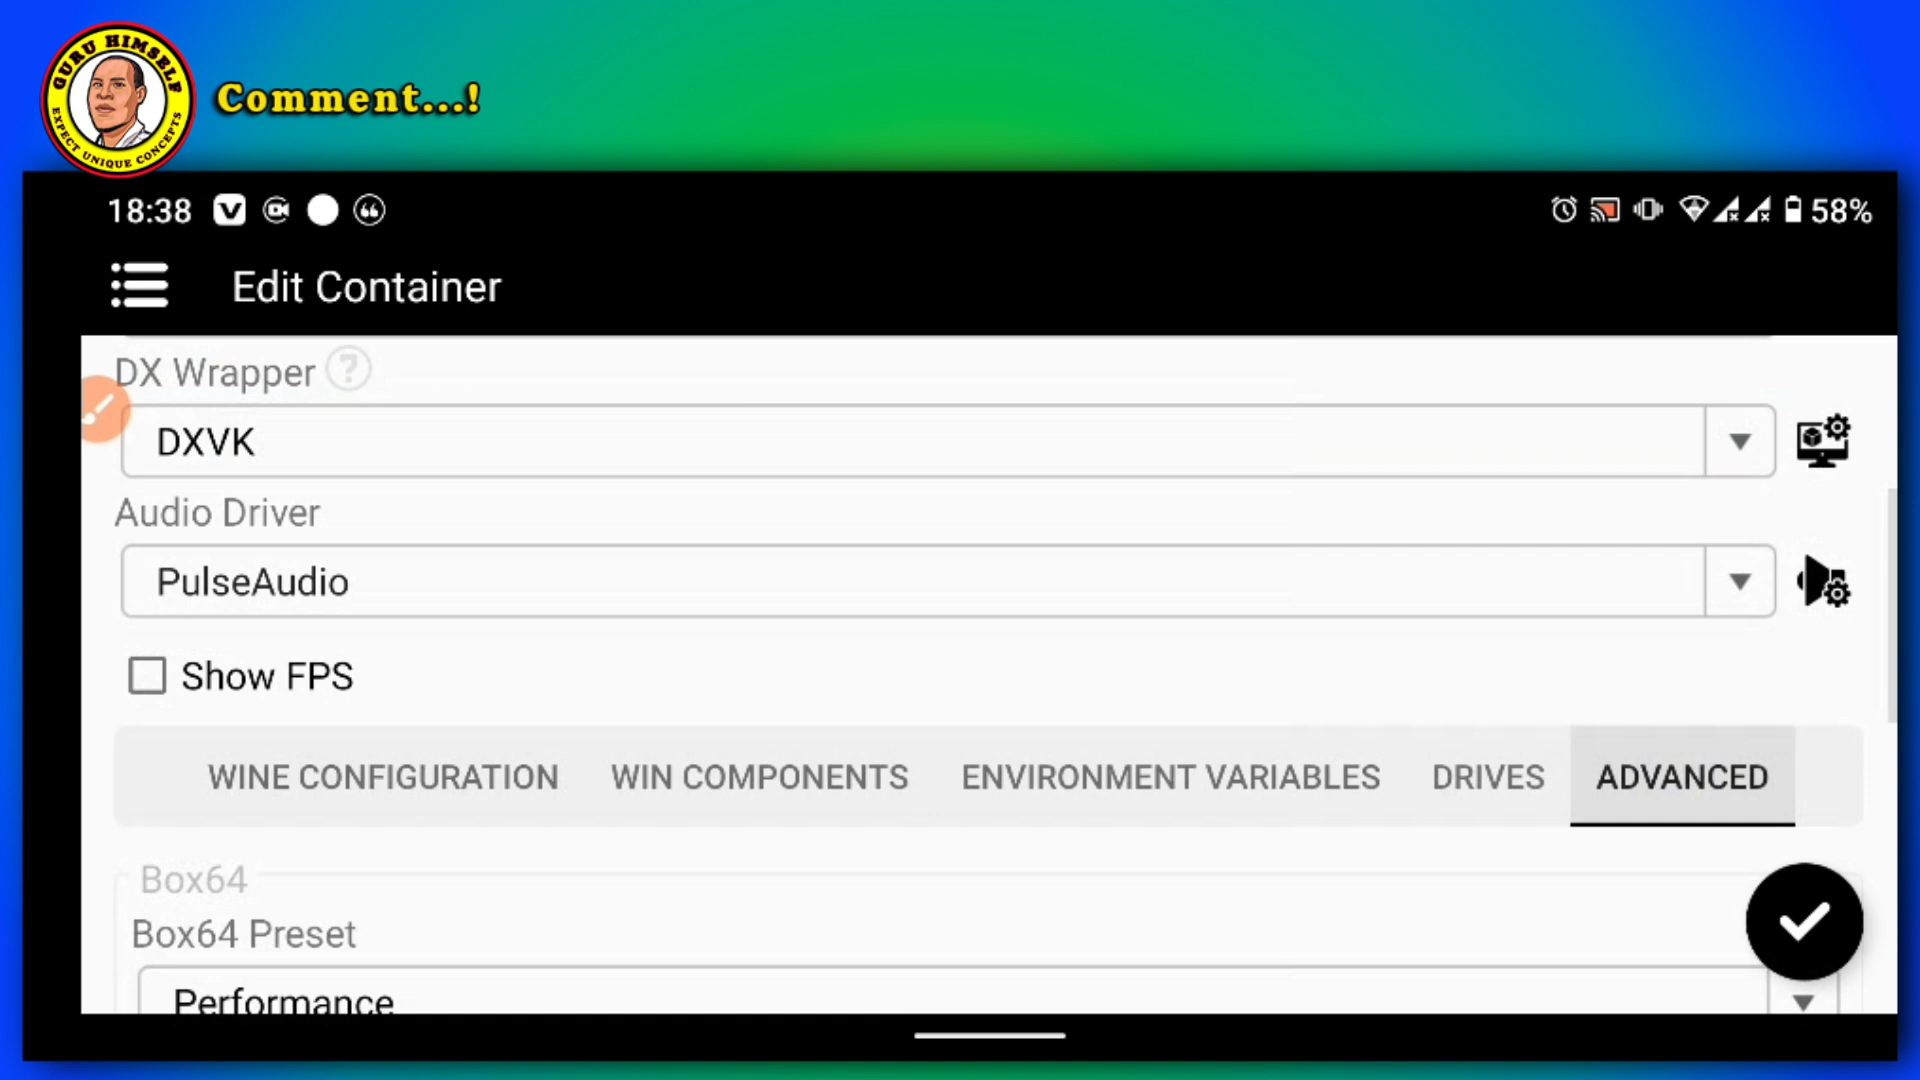 GURU HIMSELF
EXPECT UNIQUE CONCEPTS
Comment...!
18:38
58%
Edit Container
DX Wrapper ?
DXVK
Audio Driver
PulseAudio
Show FPS
WINE CONFIGURATION WIN COMPONENTS ENVIRONMENT VARIABLES DRIVES ADVANCED
Box64
Box64 Preset
Performance